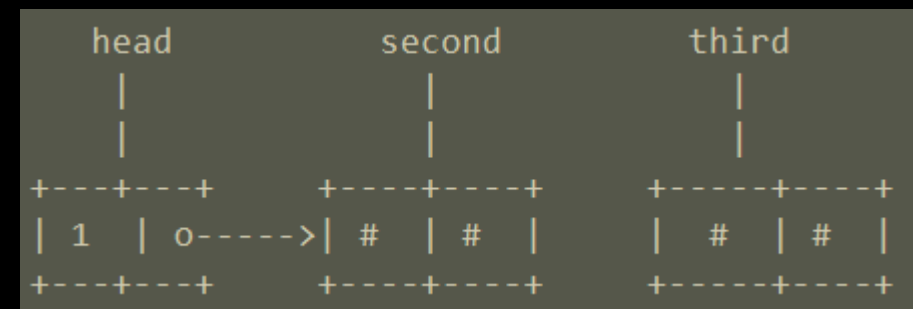 head             second            third
     |                 |                 |
     |                 |                 |
+---+---+     +----+----+     +-----+----+
| 1  | o----->| #  | #  |     |  #  | #  |
+---+---+     +----+----+     +-----+----+